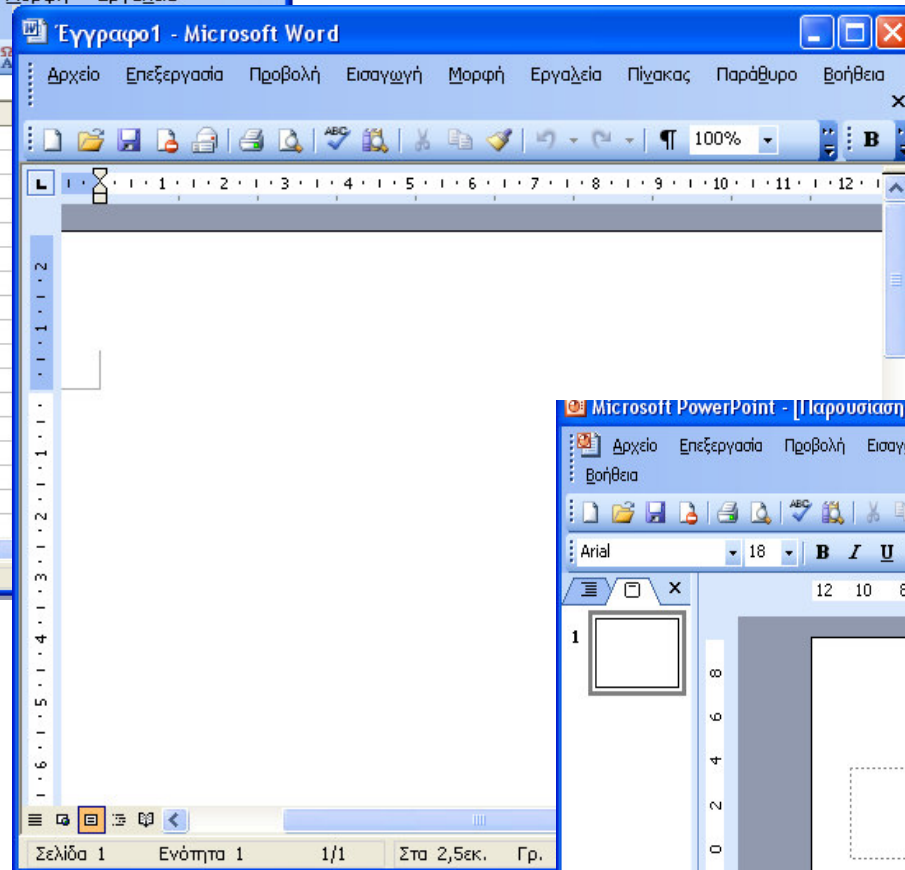 Έγγραφο1 - Microsoft Word
Αρχείο Επεξεργασία Προβολή Εισαγωγή Μορφή Εργαλεία Πίνακας Παράθυρο Βοήθεια
ABC 100% B
1 2 3 4 5 6 7 8 9 10 11 12
2
1
1
2
3
4
5
6
Σελίδα 1 Ενότητα 1 1/1 Στα 2,5εκ. Γρ.
Microsoft PowerPoint - [Παρουσίαση
Αρχείο Επεξεργασία Προβολή
Βοήθεια
ABC
Arial 18 B I U
12 10 8
1
8
6
4
2
0